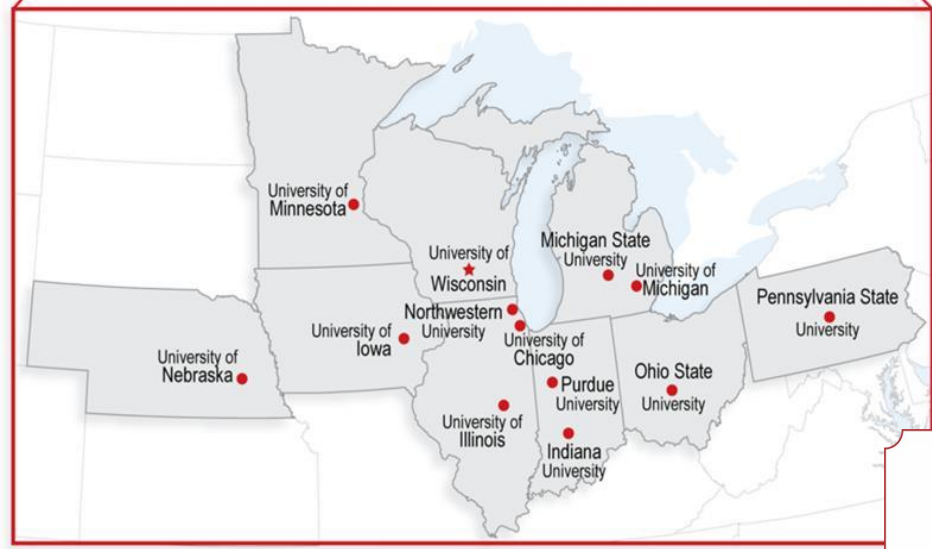 University of
Minnesota
University of
Wisconsin
Michigan State
University
University of
Michigan
Northwestern
University
University of
Chicago
University of
Iowa
University of
Nebraska
Pennsylvania State
University
Ohio State
University
Purdue
University
University of
Illinois
Indiana
University